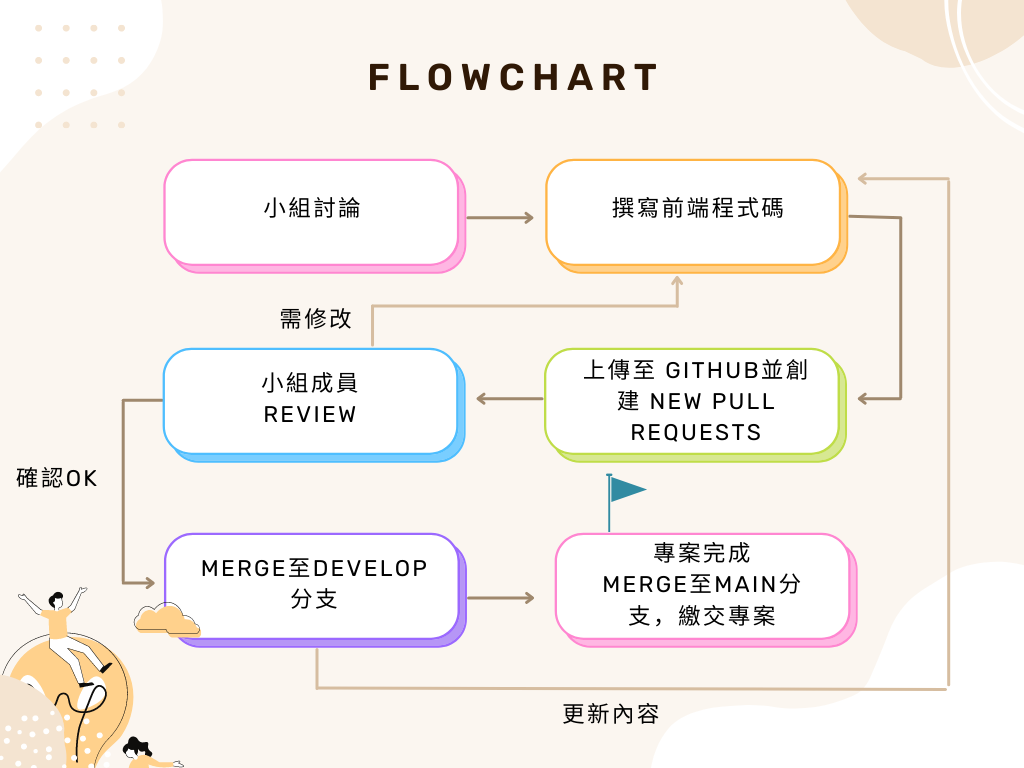 FLOWCHART
小組討論
撰寫前端程式碼
需修改
小組成員
REVIEW
上傳至 GITHUB並創
建 NEW PULL
REQUESTS
確認OK
MERGE至DEVELOP
分支
專案完成
MERGE至MAIN分
支，繳交專案
更新內容